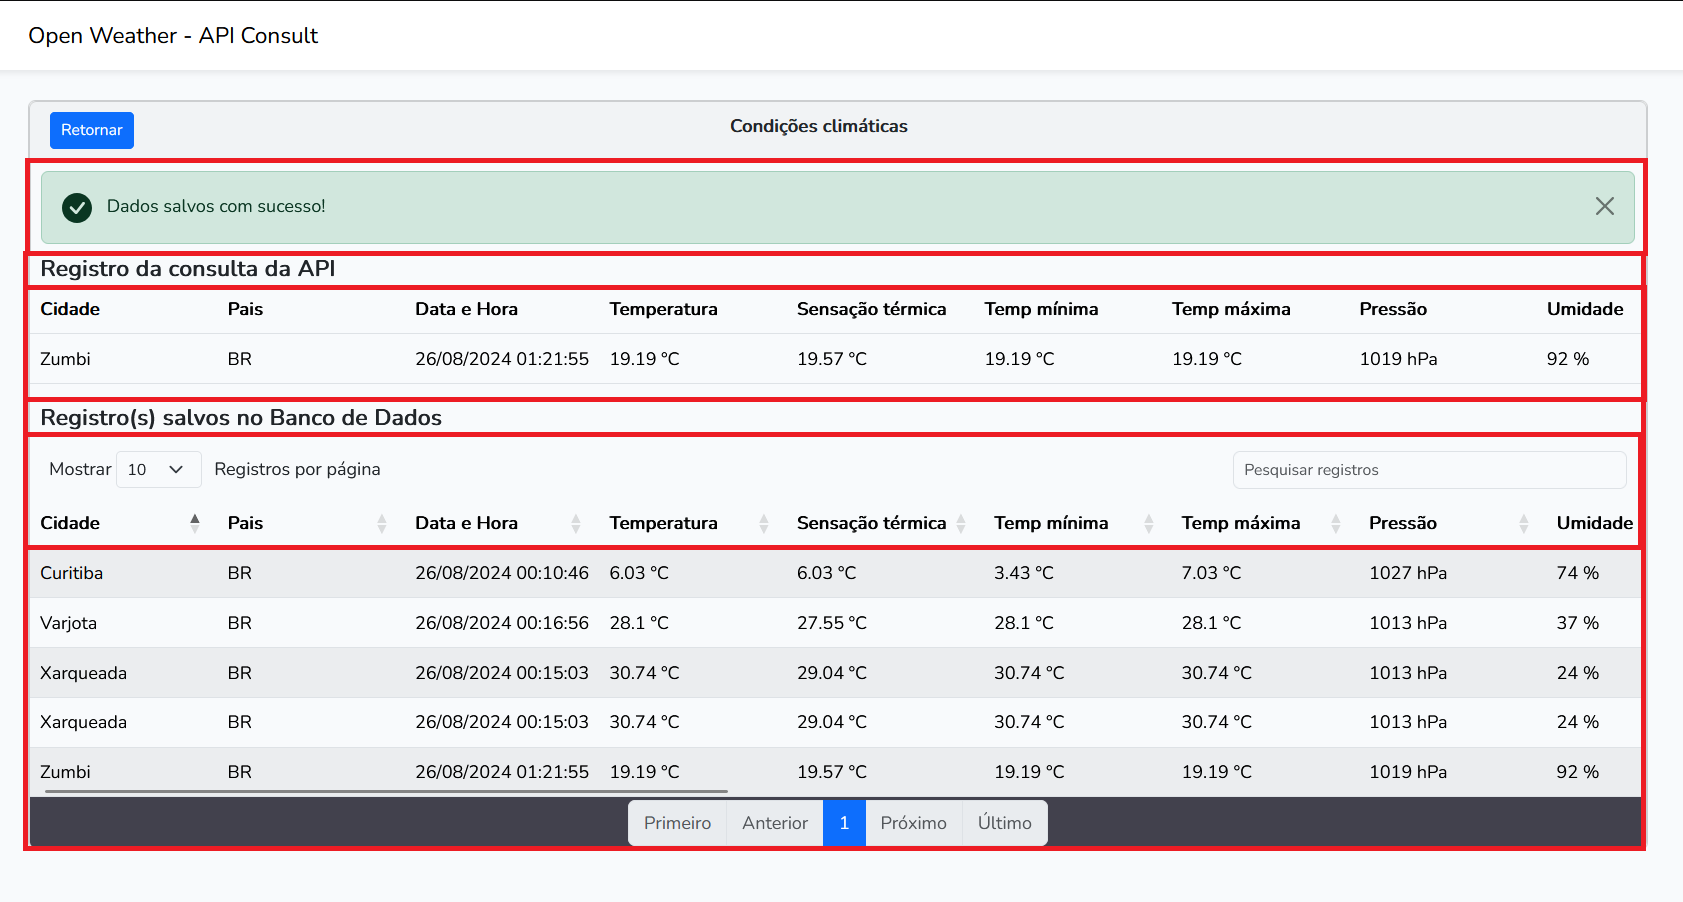 Open Weather - API Consult
Retornar
Condições climáticas
Dados salvos com sucesso!
Registro da consulta da API
Cidade Pais Data e Hora Temperatura Sensação térmica Temp mínima Temp máxima Pressão Umidade
Zumbi BR 26/08/2024 01:21:55 19.19 °C 19.57 °C 19.19 °C 19.19 °C 1019 hPa 92 %
Registro(s) salvos no Banco de Dados
Mostrar 10 Registros por página Pesquisar registros
Cidade Pais Data e Hora Temperatura Sensação térmica Temp mínima Temp máxima Pressão Umidade
Curitiba BR 26/08/2024 00:10:46 6.03 °C 6.03 °C 3.43 °C 7.03 °C 1027 hPa 74 %
Varjota BR 26/08/2024 00:16:56 28.1 °C 27.55 °C 28.1 °C 28.1 °C 1013 hPa 37 %
Xarqueada BR 26/08/2024 00:15:03 30.74 °C 29.04 °C 30.74 °C 30.74 °C 1013 hPa 24 %
Xarqueada BR 26/08/2024 00:15:03 30.74 °C 29.04 °C 30.74 °C 30.74 °C 1013 hPa 24 %
Zumbi BR 26/08/2024 01:21:55 19.19 °C 19.57 °C 19.19 °C 19.19 °C 1019 hPa 92 %
Primeiro Anterior 1 Próximo Último